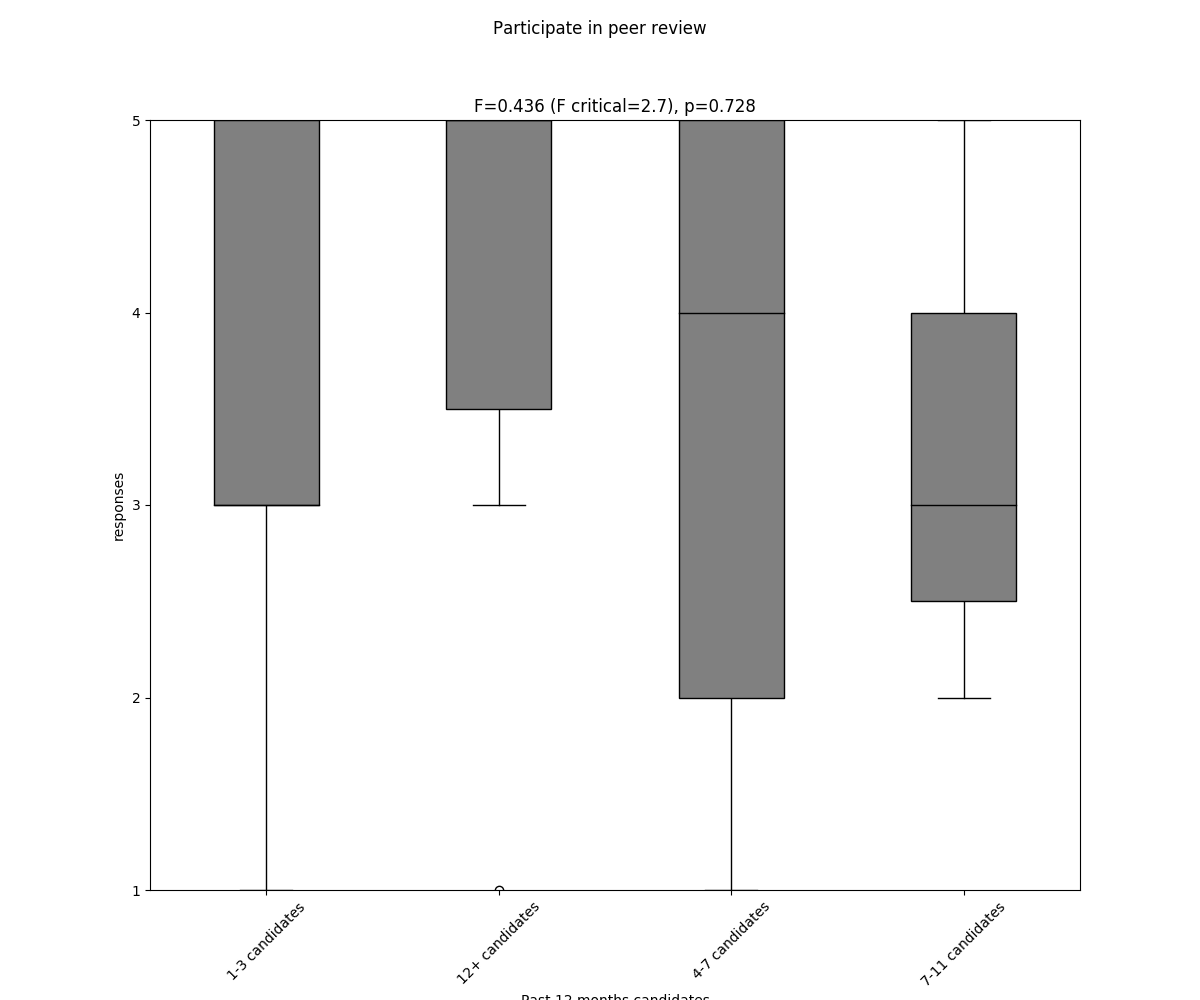 Participate in peer review
F=0.436 (F critical=2.7), p=0.728
5
4
3
2
1
responses
1-3 candidates
12+ candidates
4-7 candidates
7-11 candidates
Past 12 months candidates